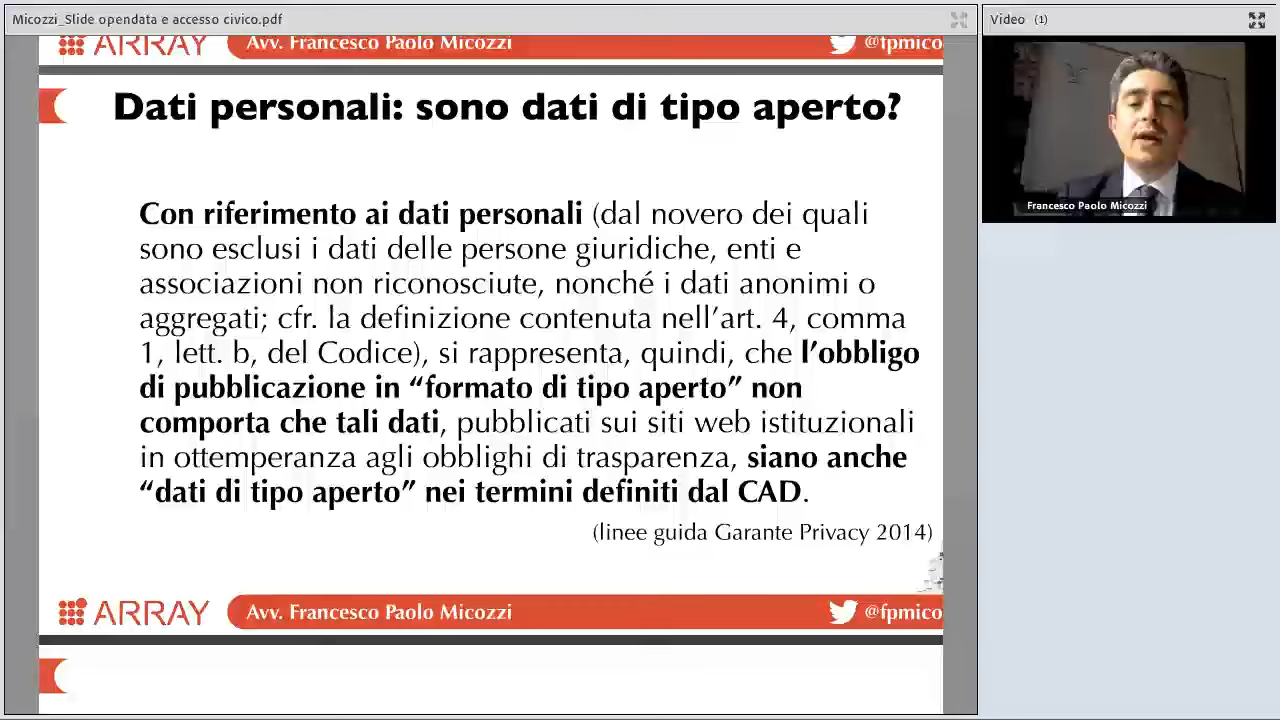 Micozzi_Slide opendata e accesso civico.pdf
Video (1)
ARRAY Avv. Francesco Paolo Micozzi @fpmico
Dati personali: sono dati di tipo aperto?
Francesco Paolo Micozzi
Con riferimento ai dati personali (dal novero dei quali
sono esclusi i dati delle persone giuridiche, enti e
associazioni non riconosciute, nonché i dati anonimi o
aggregati; cfr. la definizione contenuta nell’art. 4, comma
1, lett. b, del Codice), si rappresenta, quindi, che l’obbligo
di pubblicazione in “formato di tipo aperto” non
comporta che tali dati, pubblicati sui siti web istituzionali
in ottemperanza agli obblighi di trasparenza, siano anche
“dati di tipo aperto” nei termini definiti dal CAD.
(linee guida Garante Privacy 2014)
ARRAY Avv. Francesco Paolo Micozzi @fpmico